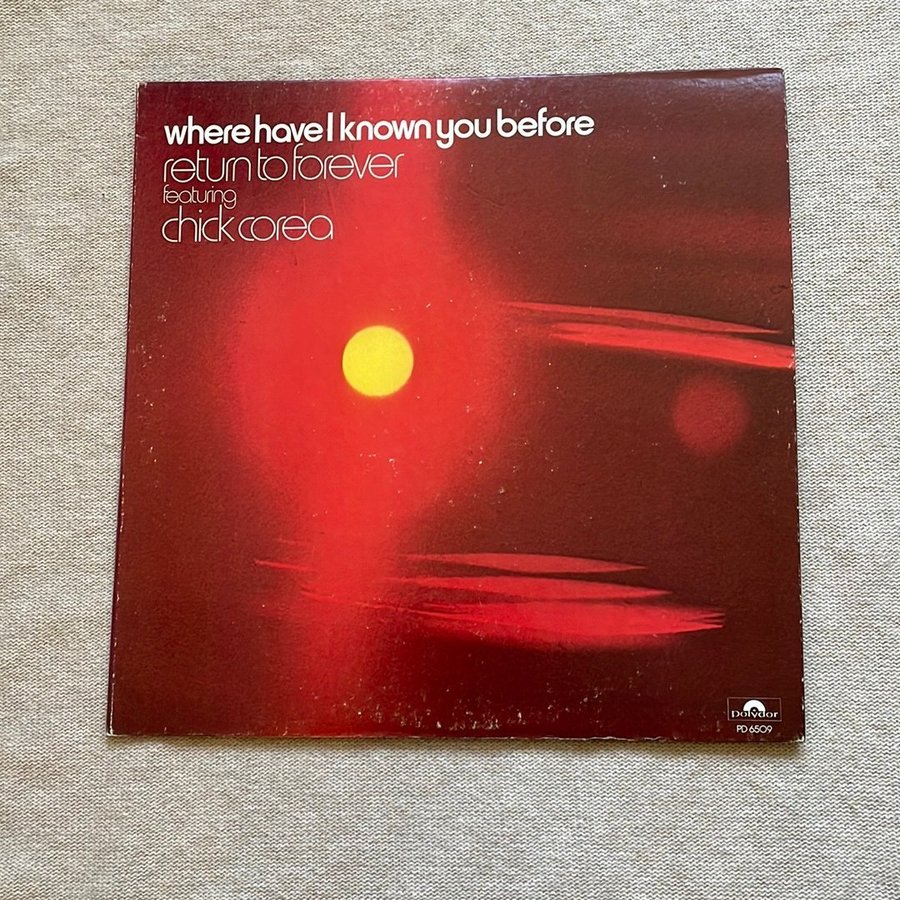 where have I known you before
return to forever
featuring
chick corea
Polydor
PD 6509